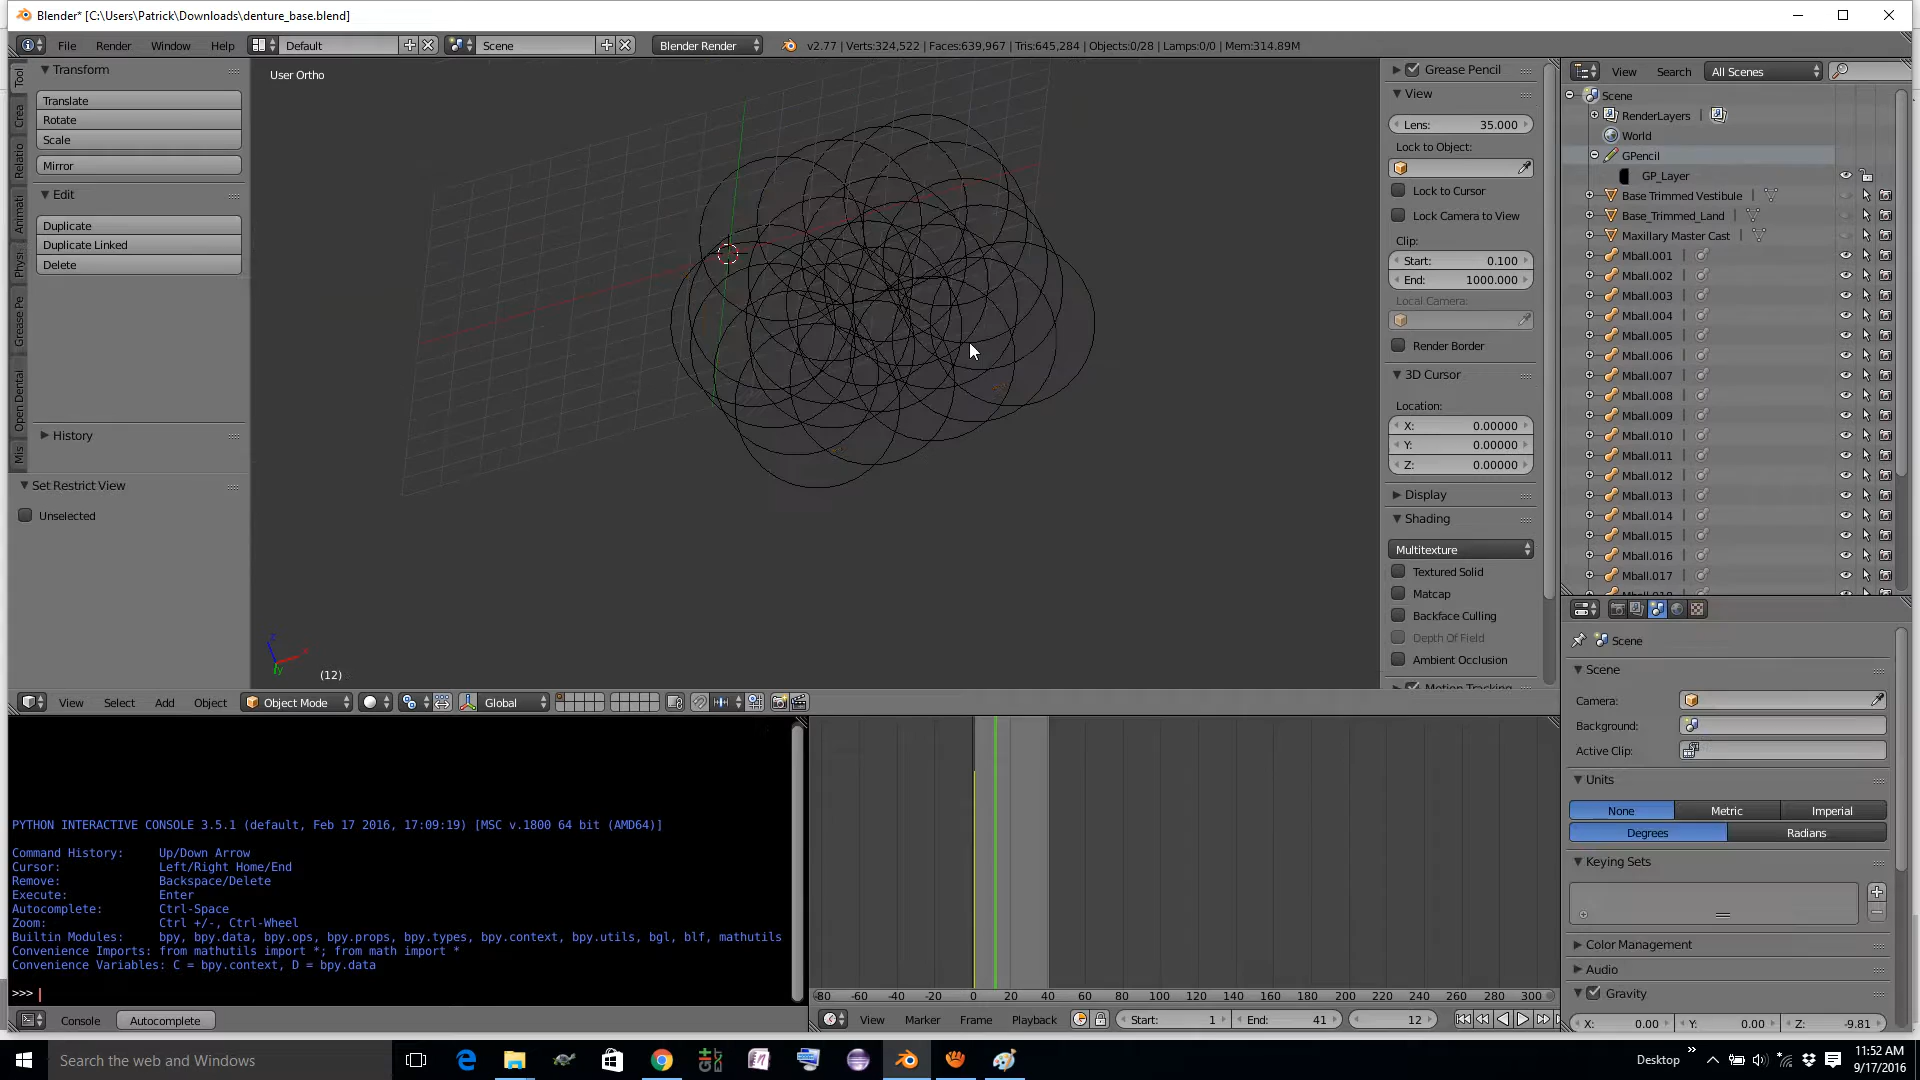 Blender* [C:\Users\Patrick\Downloads\denture_base.blend]
File Render Window Help Default Scene Blender Render v2.77 | Verts:324,522 | Faces:639,967 | Tris:645,284 | Objects:0/28 | Lamps:0/0 | Mem:314.89M
Tool
Crea
Relatio
Animati
Physi
Grease Pe
Open Dental
Mis
Transform
Translate
Rotate
Scale
Mirror
Edit
Duplicate
Duplicate Linked
Delete
History
Set Restrict View
Unselected
User Ortho
(12)
Grease Pencil
View
Lens: 35.000
Lock to Object:
Lock to Cursor
Lock Camera to View
Clip:
Start: 0.100
End: 1000.000
Local Camera:
Render Border
3D Cursor
Location:
X: 0.00000
Y: 0.00000
Z: 0.00000
Display
Shading
Multitexture
Textured Solid
Matcap
Backface Culling
Depth Of Field
Ambient Occlusion
Motion Tracking
View Search All Scenes
Scene
RenderLayers |
World
GPencil
GP_Layer
Base Trimmed Vestibule |
Base_Trimmed_Land |
Maxillary Master Cast |
Mball.001 |
Mball.002 |
Mball.003 |
Mball.004 |
Mball.005 |
Mball.006 |
Mball.007 |
Mball.008 |
Mball.009 |
Mball.010 |
Mball.011 |
Mball.012 |
Mball.013 |
Mball.014 |
Mball.015 |
Mball.016 |
Mball.017 |
Scene
Scene
Camera:
Background:
Active Clip:
Units
None Metric Imperial
Degrees Radians
Keying Sets
Color Management
Audio
Gravity
X: 0.00 Y: 0.00 Z: -9.81
View Select Add Object Object Mode Global
PYTHON INTERACTIVE CONSOLE 3.5.1 (default, Feb 17 2016, 17:09:19) [MSC v.1800 64 bit (AMD64)]
Command History: Up/Down Arrow
Cursor: Left/Right Home/End
Remove: Backspace/Delete
Execute: Enter
Autocomplete: Ctrl-Space
Zoom: Ctrl +/-, Ctrl-Wheel
Builtin Modules: bpy, bpy.data, bpy.ops, bpy.props, bpy.types, bpy.context, bpy.utils, bgl, blf, mathutils
Convenience Imports: from mathutils import *; from math import *
Convenience Variables: C = bpy.context, D = bpy.data
>>>
Console Autocomplete
-80 -60 -40 -20 0 20 40 60 80 100 120 140 160 180 200 220 240 260 280 300
View Marker Frame Playback Start: 1 End: 41 12
Search the web and Windows
Desktop
11:52 AM
9/17/2016